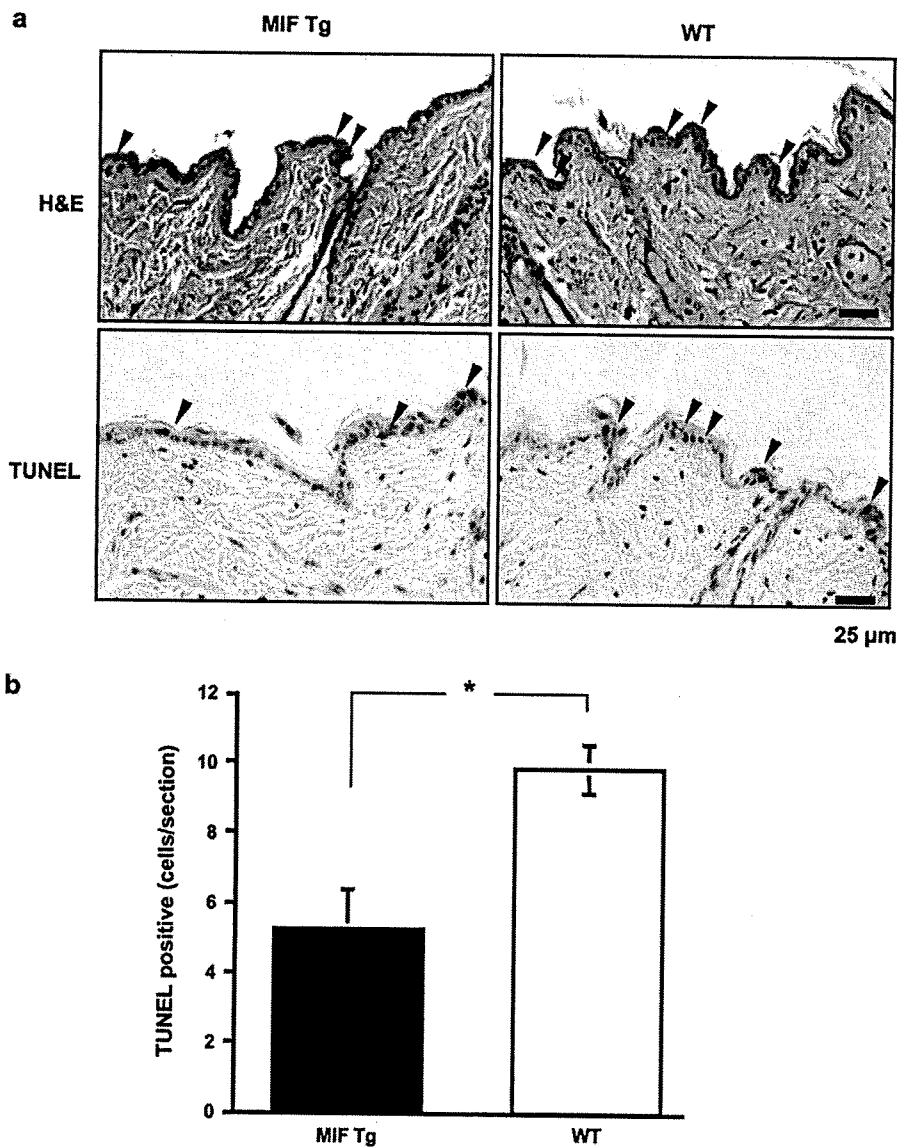 a
MIF Tg
WT
H&E
TUNEL
25 µm
b
*
TUNEL positive (cells/section)
12
10
8
6
4
2
0
MIF Tg
WT